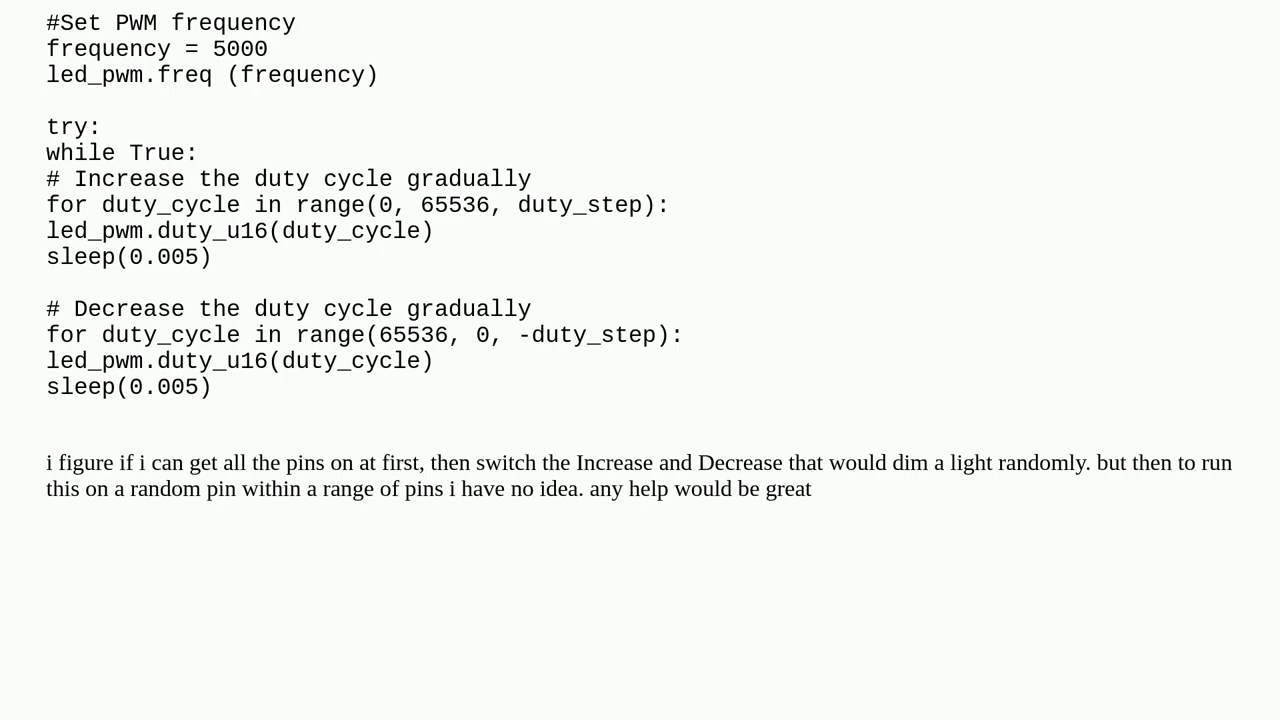 #Set PWM frequency
frequency = 5000
led_pwm.freq (frequency)
try:
while True:
# Increase the duty cycle gradually
for duty_cycle in range(0, 65536, duty_step):
led_pwm.duty_u16(duty_cycle)
sleep(0.005)
# Decrease the duty cycle gradually
for duty_cycle in range(65536, 0, -duty_step):
led_pwm.duty_u16(duty_cycle)
sleep(0.005)
i figure if i can get all the pins on at first, then switch the Increase and Decrease that would dim a light randomly. but then to run
this on a random pin within a range of pins i have no idea. any help would be great